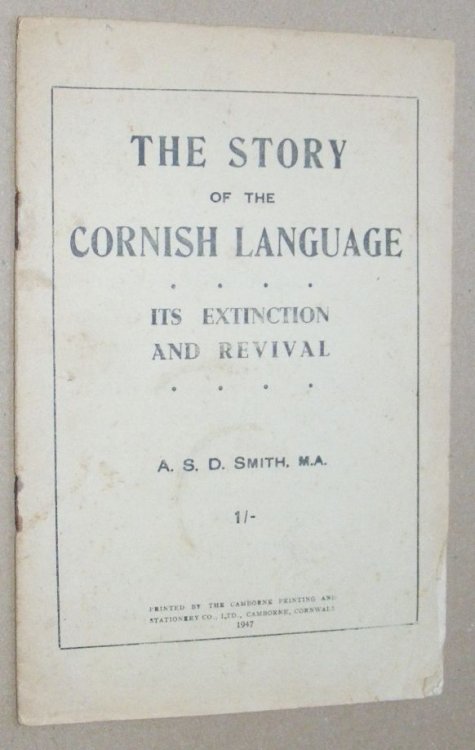 THE STORY
OF THE
CORNISH LANGUAGE
ITS EXTINCTION
AND REVIVAL
A. S. D. SMITH, M.A.
1/-
PRINTED BY THE CAMBORNE PRINTING AND
STATIONERY CO., LTD., CAMBORNE, CORNWALL
1947